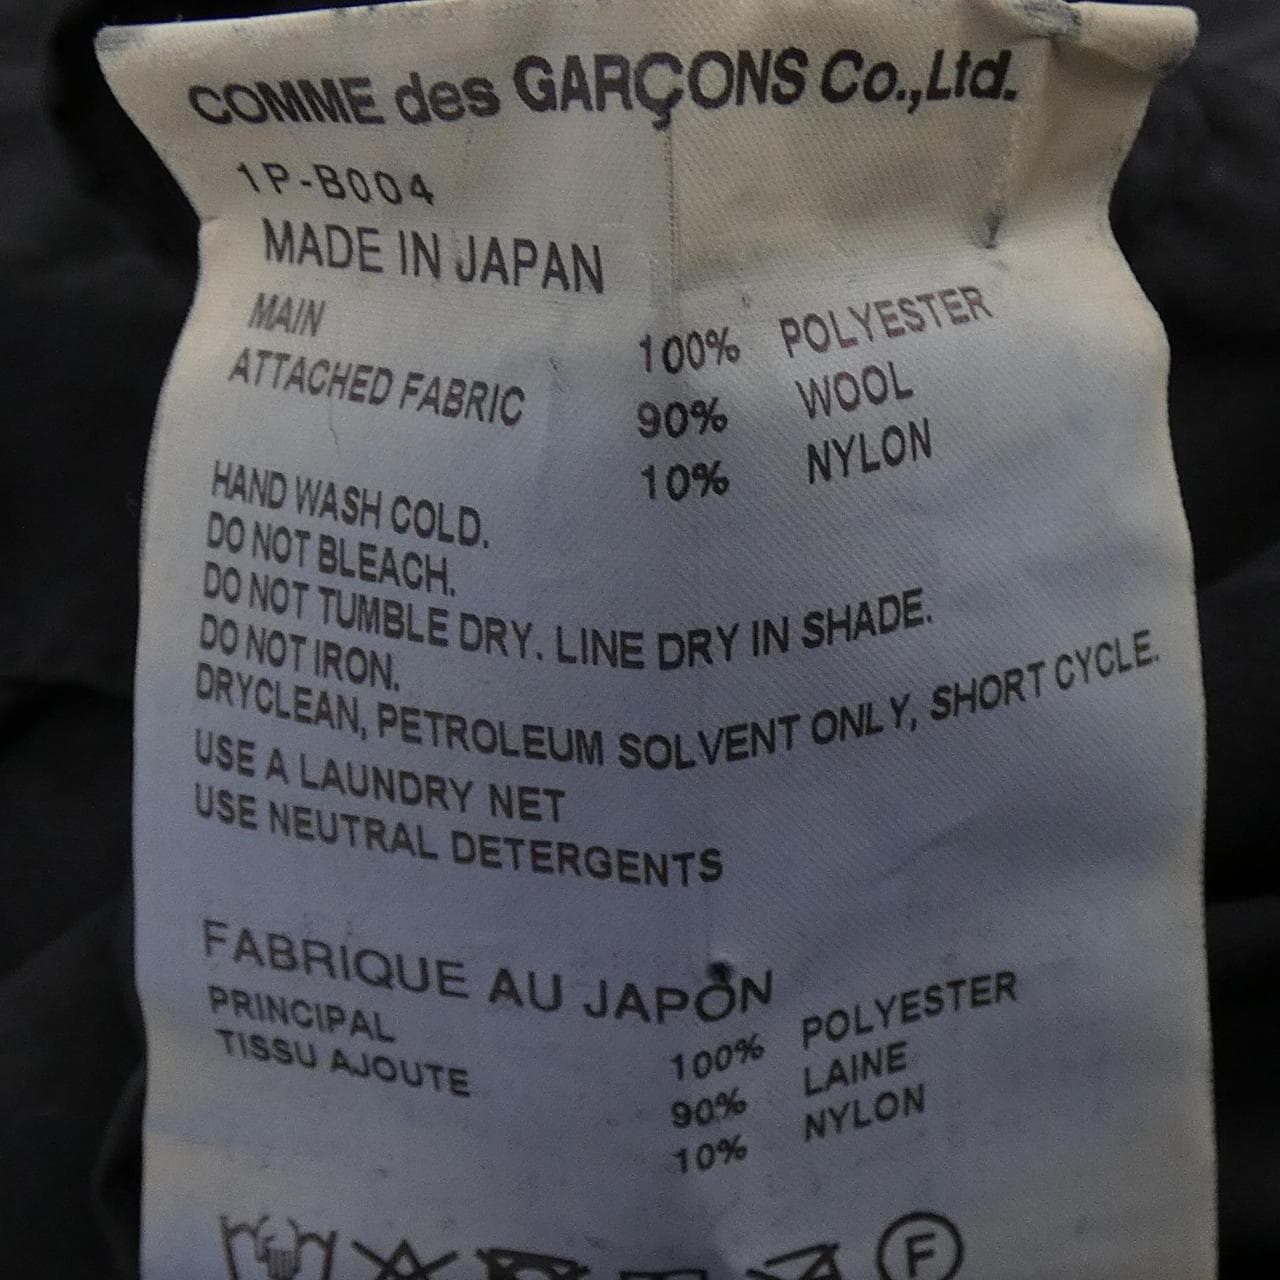 COMME des GARÇONS Co.,Ltd.
1P-B004
MADE IN JAPAN
MAIN 100% POLYESTER
ATTACHED FABRIC 90% WOOL
10% NYLON
HAND WASH COLD.
DO NOT BLEACH.
DO NOT TUMBLE DRY. LINE DRY IN SHADE.
DO NOT IRON.
DRYCLEAN, PETROLEUM SOLVENT ONLY, SHORT CYCLE.
USE A LAUNDRY NET
USE NEUTRAL DETERGENTS
FABRIQUE AU JAPON
PRINCIPAL 100% POLYESTER
TISSU AJOUTE 90% LAINE
10% NYLON
F